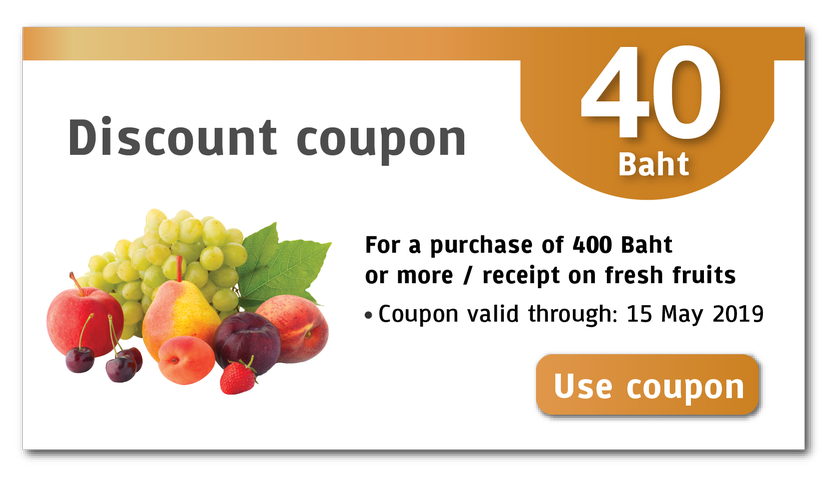 40
Baht
Discount coupon
For a purchase of 400 Baht
or more / receipt on fresh fruits
• Coupon valid through: 15 May 2019
Use coupon